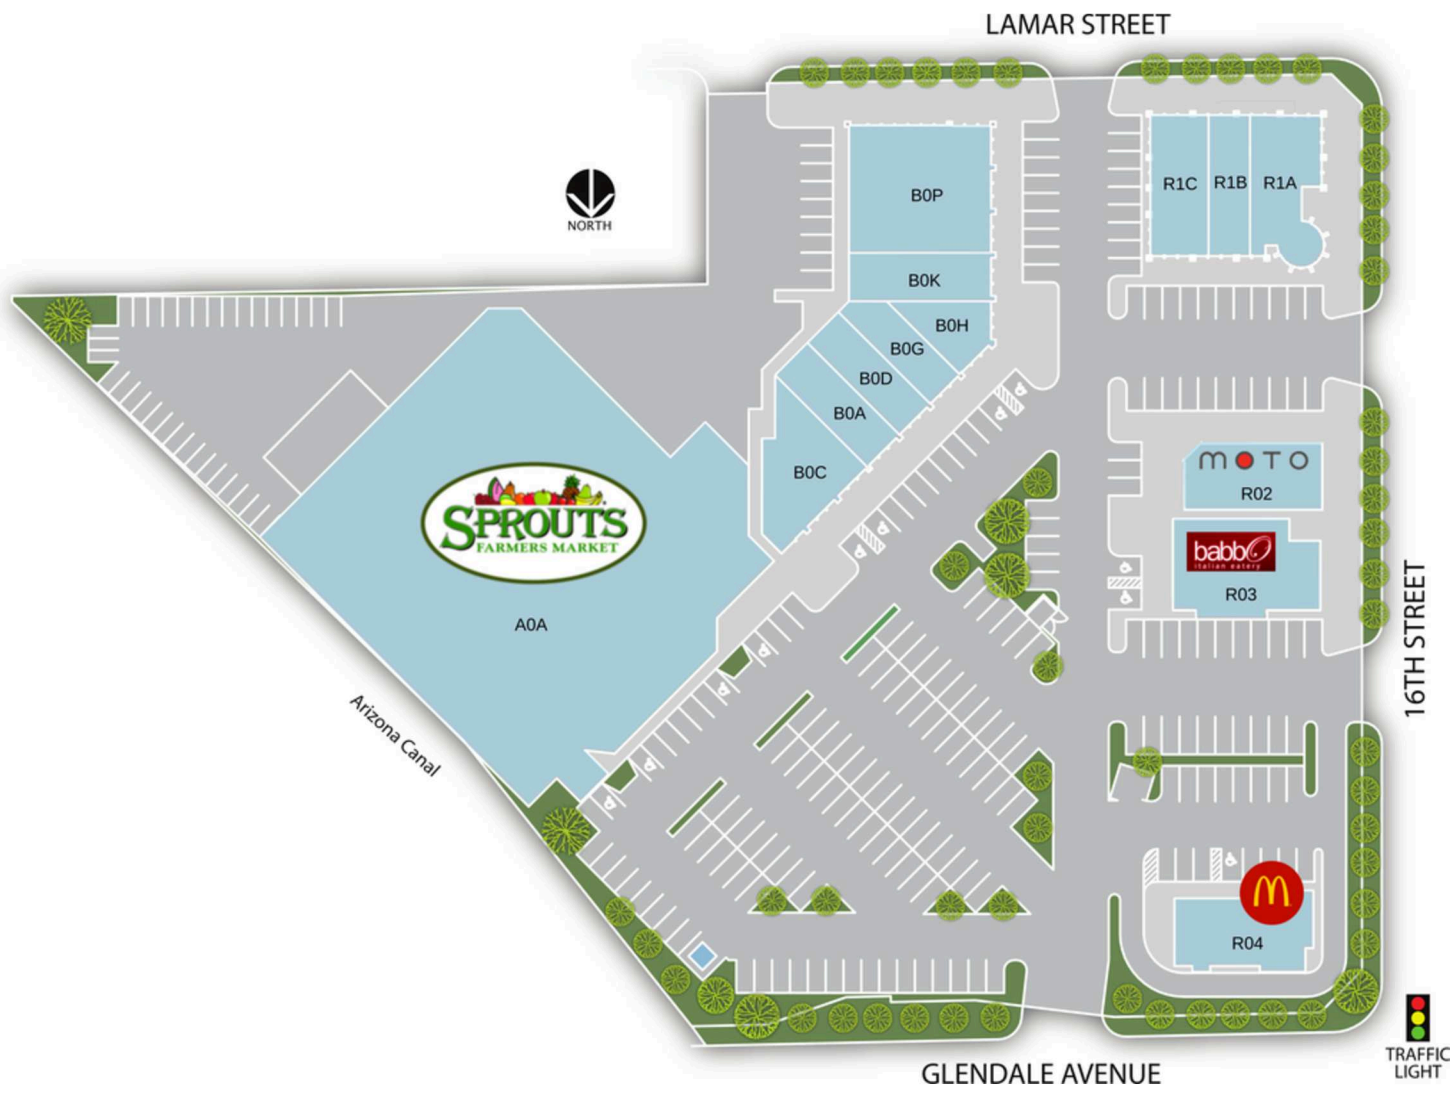 LAMAR STREET
NORTH
B0P
R1C
R1B
R1A
B0K
B0H
B0G
B0D
B0A
B0C
MOTO
R02
SPROUTS
FARMERS MARKET
babbo
italian eatery
R03
A0A
16TH STREET
Arizona Canal
M
R04
TRAFFIC
LIGHT
GLENDALE AVENUE